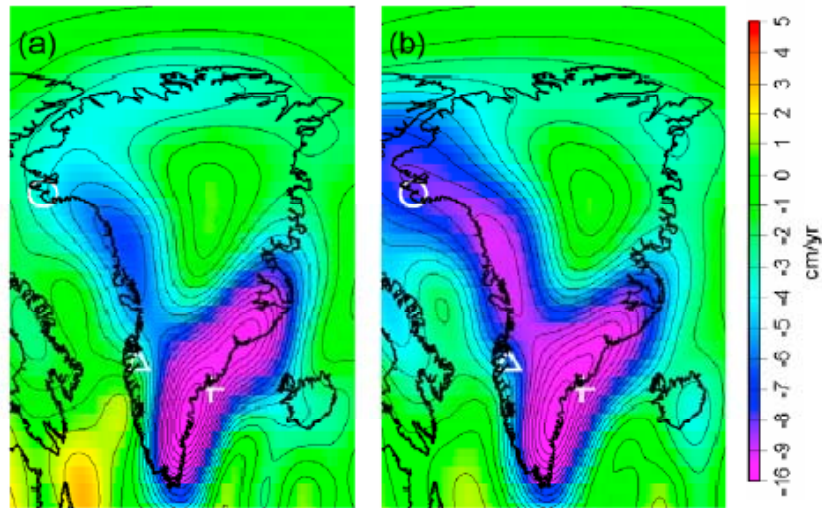 (a)
(b)
=16 =9 =8 =7 =6 =5 =4 =3 =2 =1 0 1 2 3 4 5
cm/yr